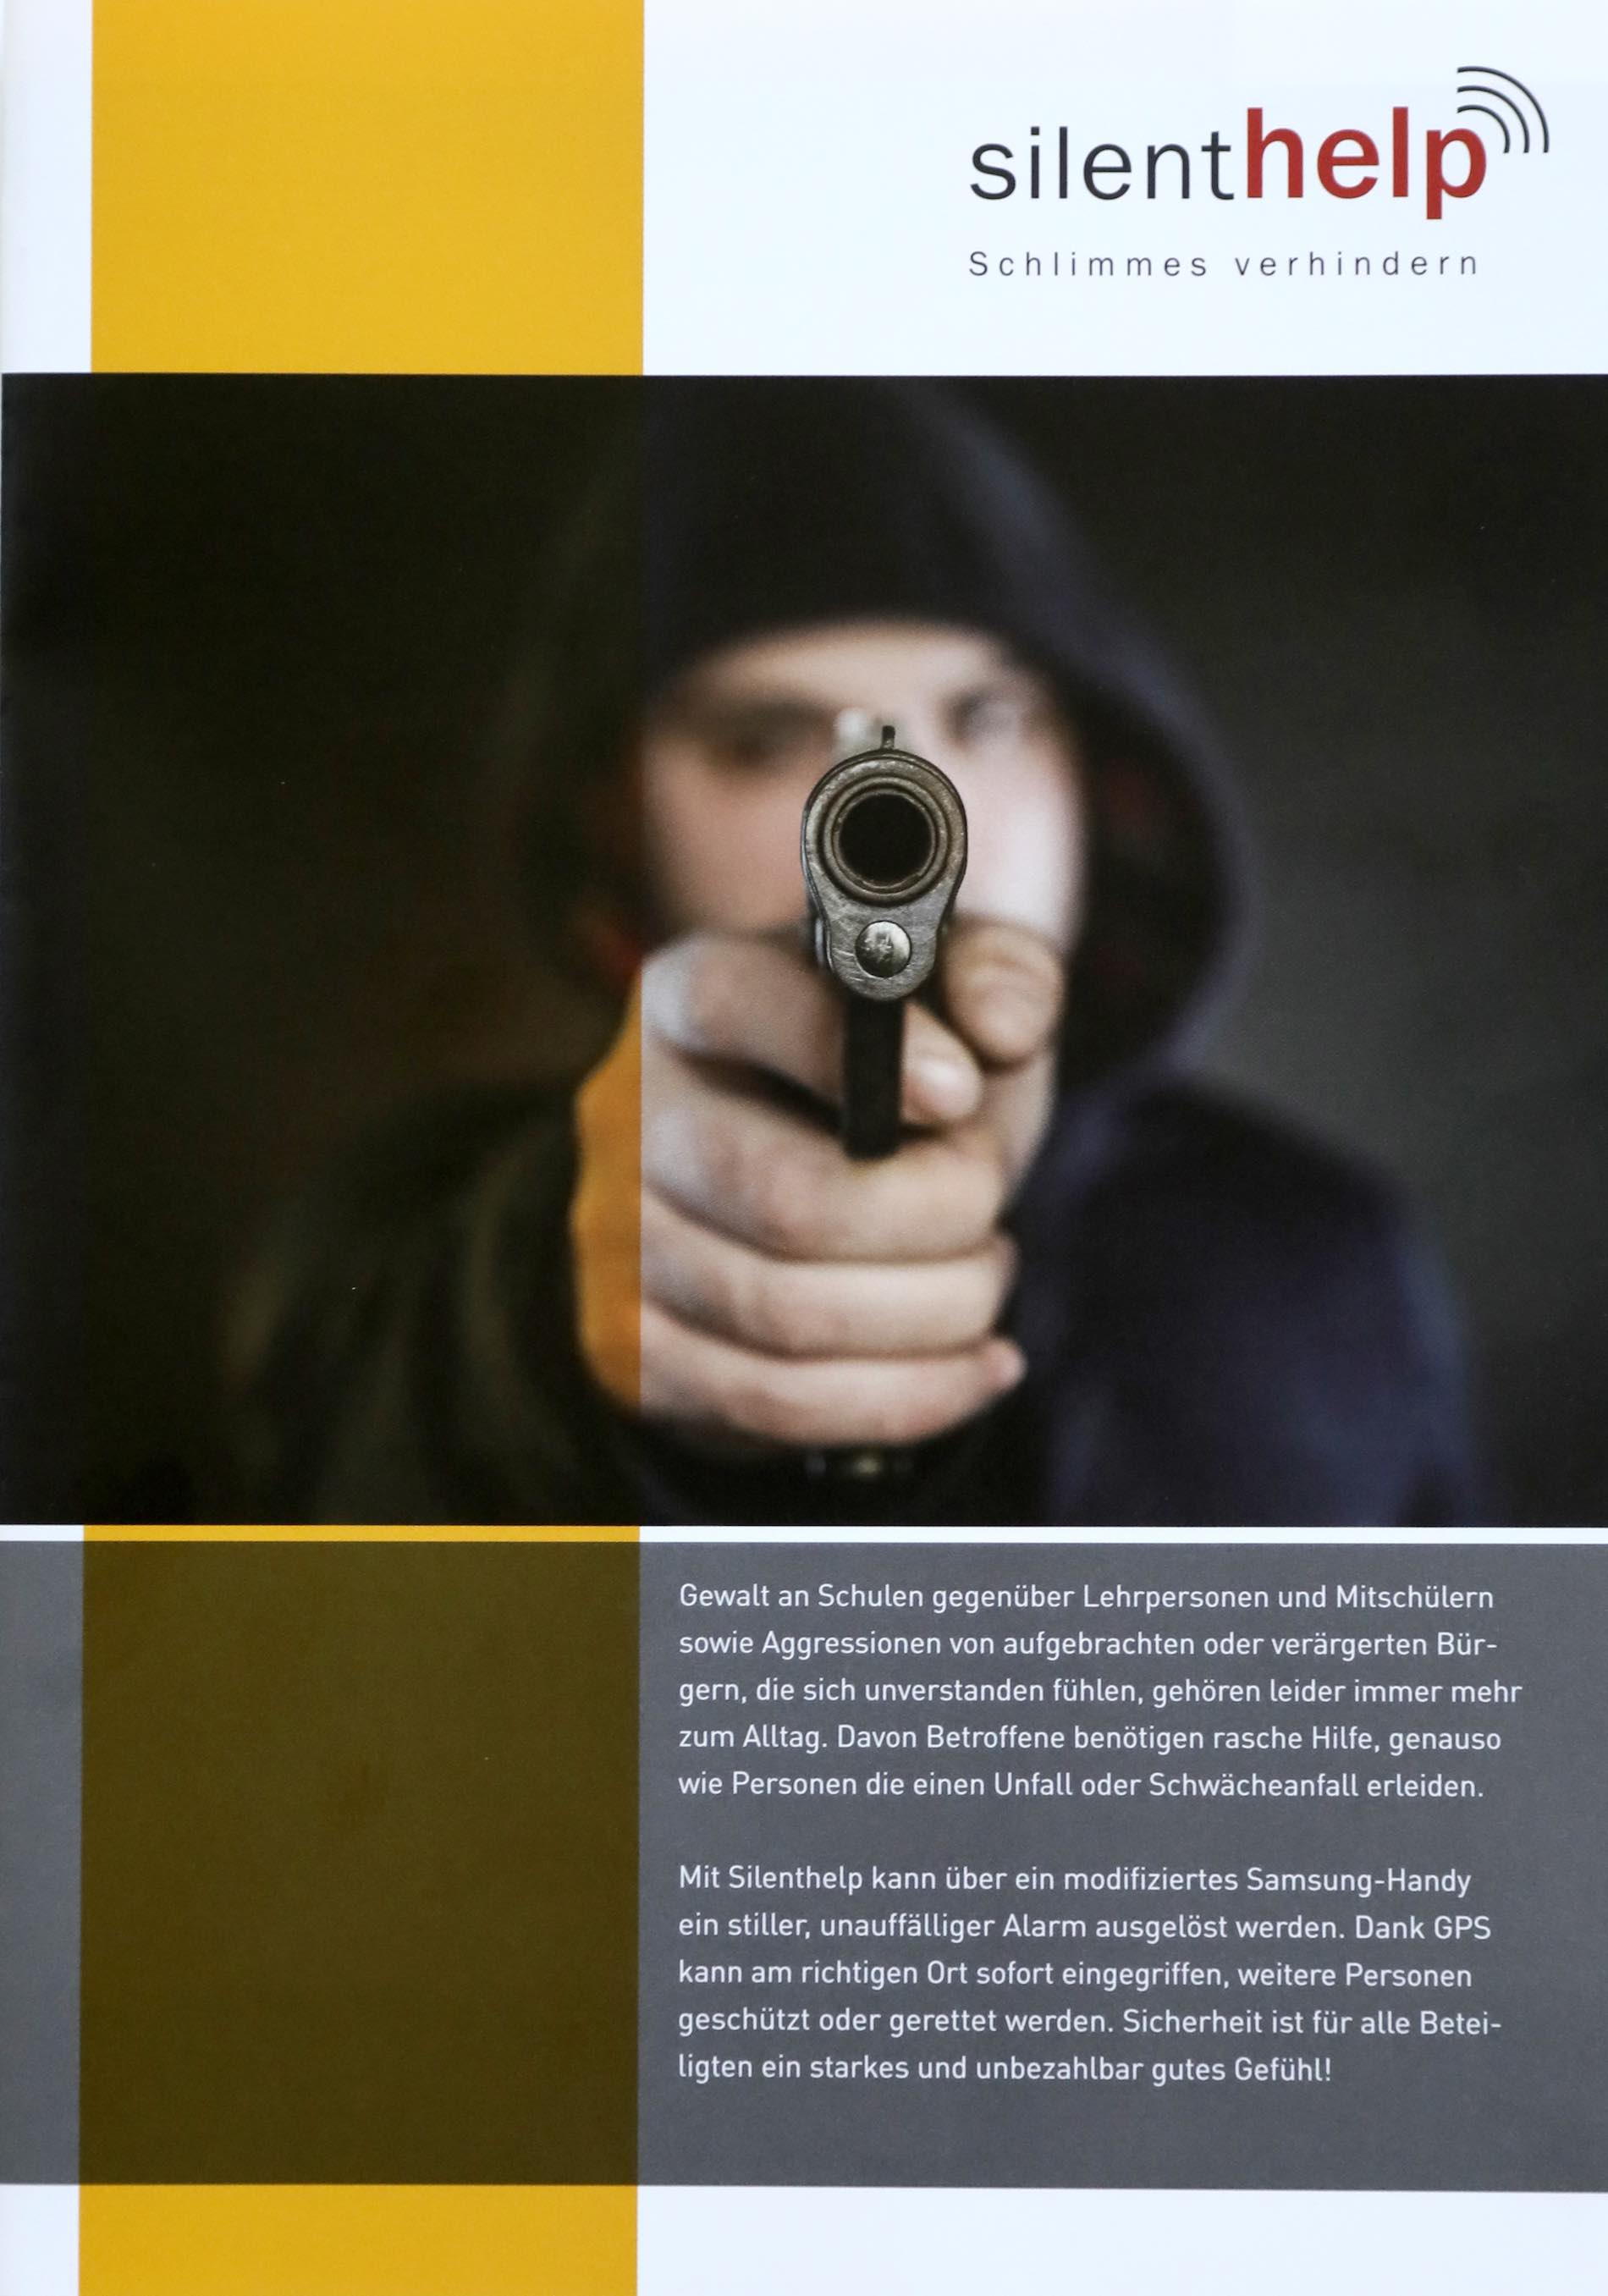 silenthelp
Schlimmes verhindern
Gewalt an Schulen gegenüber Lehrpersonen und Mitschülern
sowie Aggressionen von aufgebrachten oder verärgerten Bür-
gern, die sich unverstanden fühlen, gehören leider immer mehr
zum Alltag. Davon Betroffene benötigen rasche Hilfe, genauso
wie Personen die einen Unfall oder Schwächeanfall erleiden.
Mit Silenthelp kann über ein modifiziertes Samsung-Handy
ein stiller, unauffälliger Alarm ausgelöst werden. Dank GPS
kann am richtigen Ort sofort eingegriffen, weitere Personen
geschützt oder gerettet werden. Sicherheit ist für alle Betei-
ligten ein starkes und unbezahlbar gutes Gefühl!